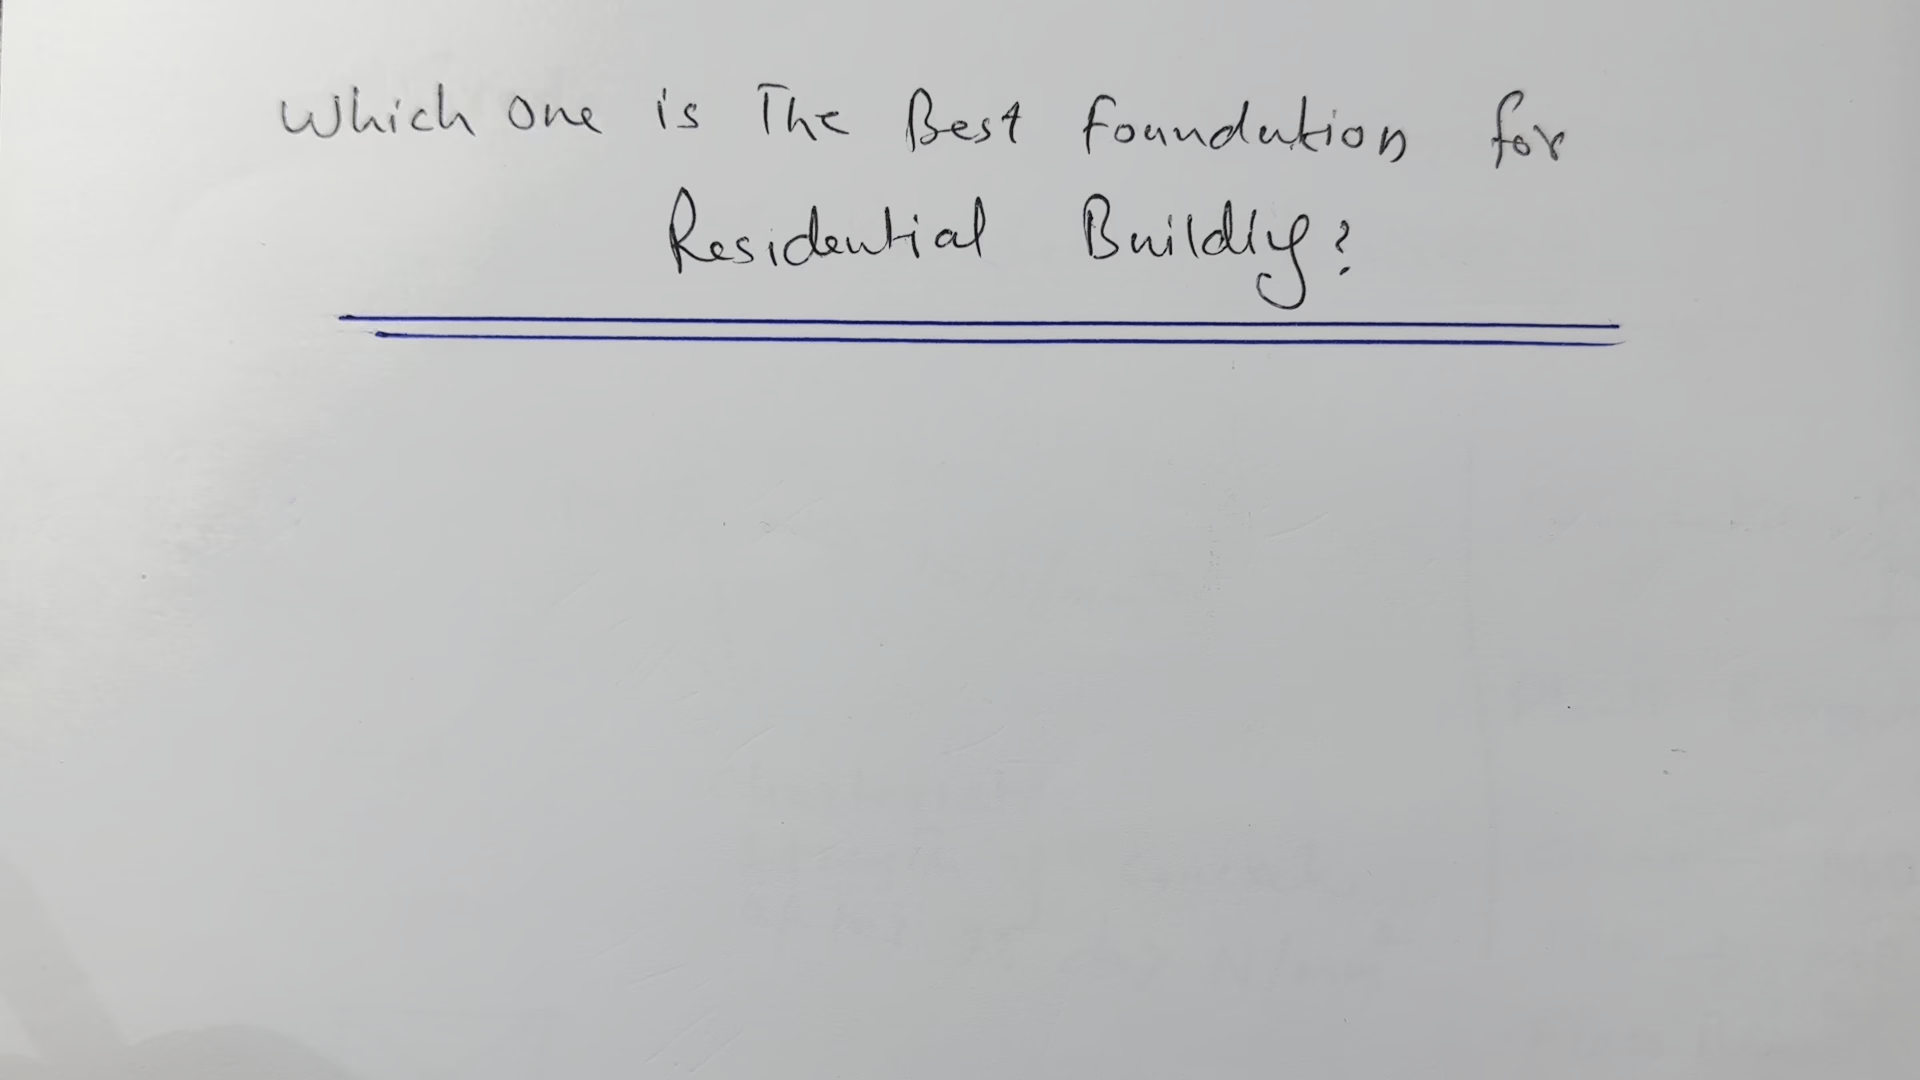 Which one is The Best foundation for
Residential Buildig?